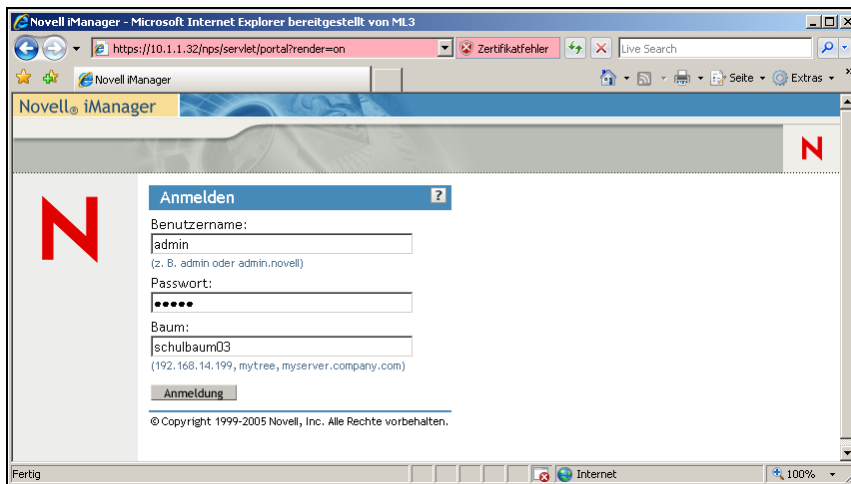 Novell iManager - Microsoft Internet Explorer bereitgestellt von ML3
https://10.1.1.32/nps/servlet/portal?render=on
Zertifikatfehler
Live Search
Novell iManager
Seite
Extras
Novell® iManager
N
N
Anmelden
?
Benutzername:
admin
(z. B. admin oder admin.novell)
Passwort:
●●●●●
Baum:
schulbaum03
(192.168.14.199, mytree, myserver.company.com)
Anmeldung
© Copyright 1999-2005 Novell, Inc. Alle Rechte vorbehalten.
Fertig
Internet
100%